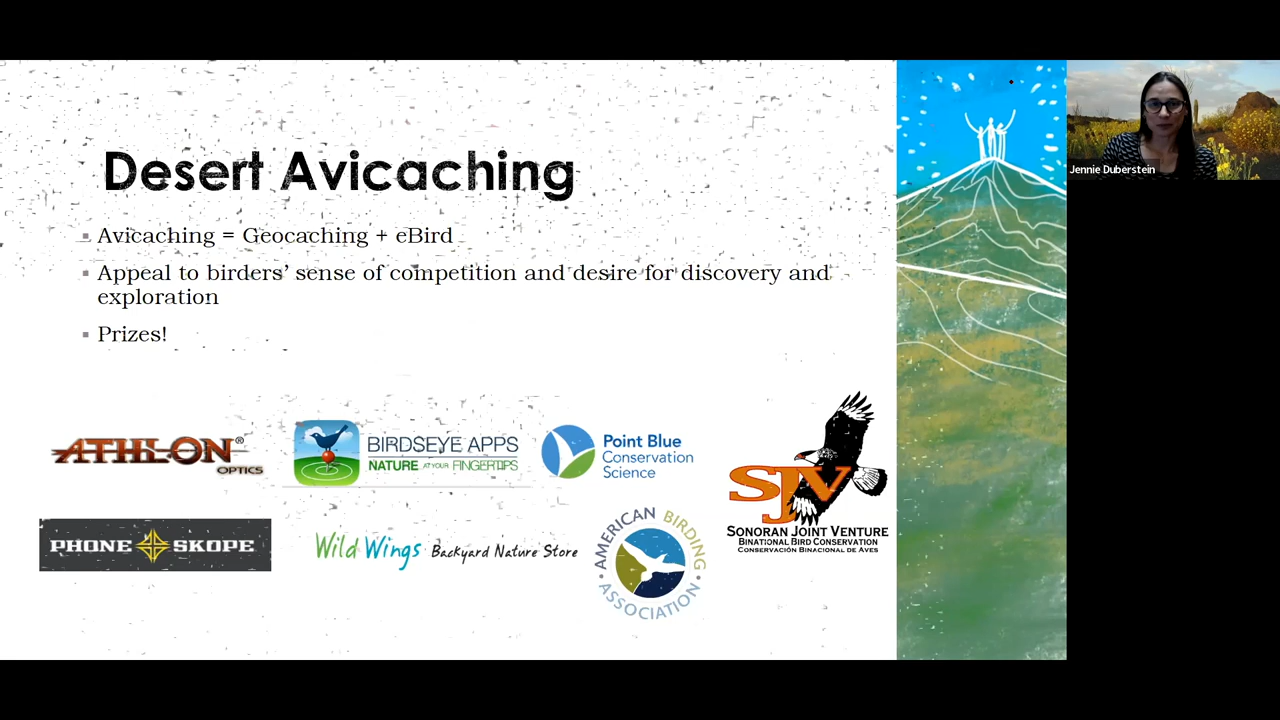 Desert Avicaching
Avicaching = Geocaching + eBird
Appeal to birders’ sense of competition and desire for discovery and
exploration
Prizes!
ATHLON®
OPTICS
BIRDSEYE APPS
NATURE AT YOUR FINGERTIPS
Point Blue
Conservation
Science
SJV
SONORAN JOINT VENTURE
BINATIONAL BIRD CONSERVATION
CONSERVACIÓN BINACIONAL DE AVES
PHONE SKOPE
Wild Wings Backyard Nature Store
AMERICAN BIRDING
ASSOCIATION
Jennie Duberstein